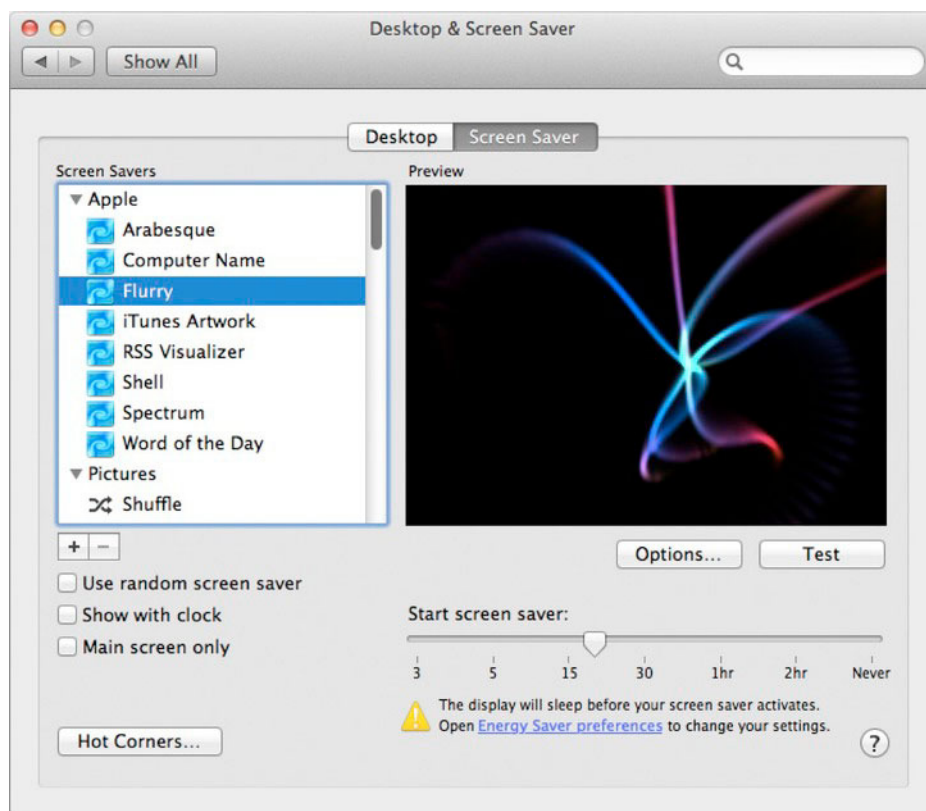 Desktop & Screen Saver
Show All
Desktop
Screen Saver
Screen Savers
Apple
Arabesque
Computer Name
Flurry
iTunes Artwork
RSS Visualizer
Shell
Spectrum
Word of the Day
Pictures
Shuffle
+ −
Use random screen saver
Show with clock
Main screen only
Hot Corners...
Preview
Options...
Test
Start screen saver:
3 5 15 30 1hr 2hr Never
The display will sleep before your screen saver activates.
Open Energy Saver preferences to change your settings.
?